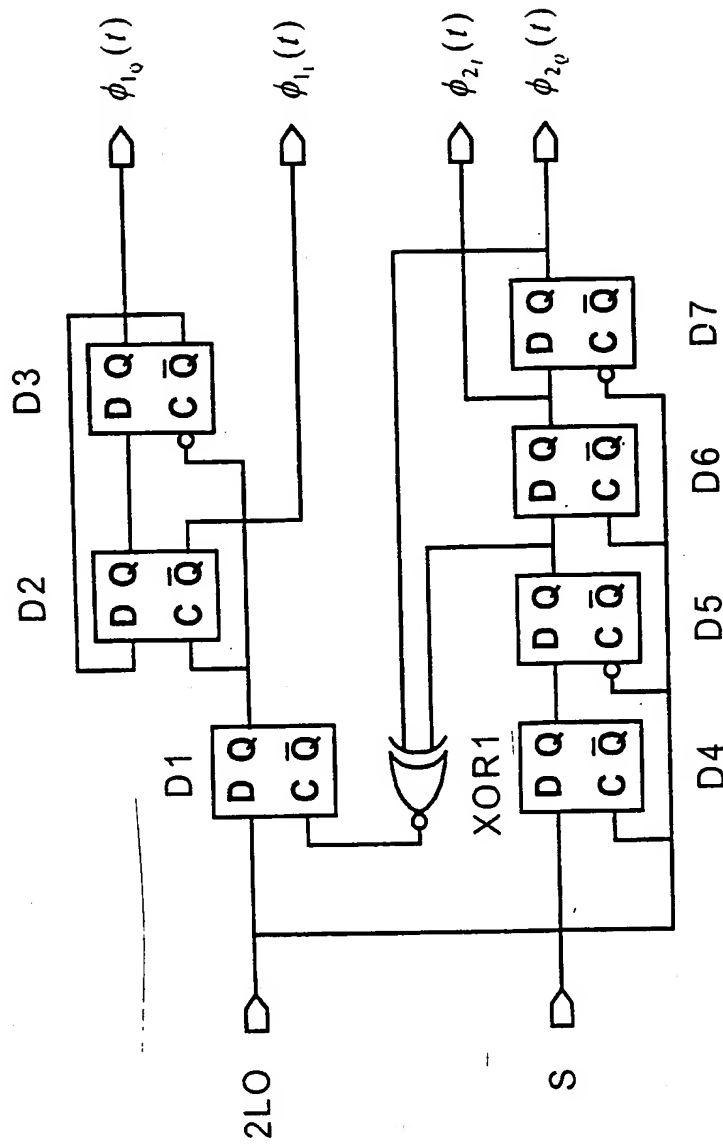 2LO
S
D1
D Q
C Q̅
D2
D Q
C Q̅
D3
D Q
C Q̅
XOR1
D4
D Q
C Q̅
D5
D Q
C Q̅
D6
D Q
C Q̅
D7
D Q
C Q̅
ϕ1Q(t)
ϕ1I(t)
ϕ2I(t)
ϕ2Q(t)